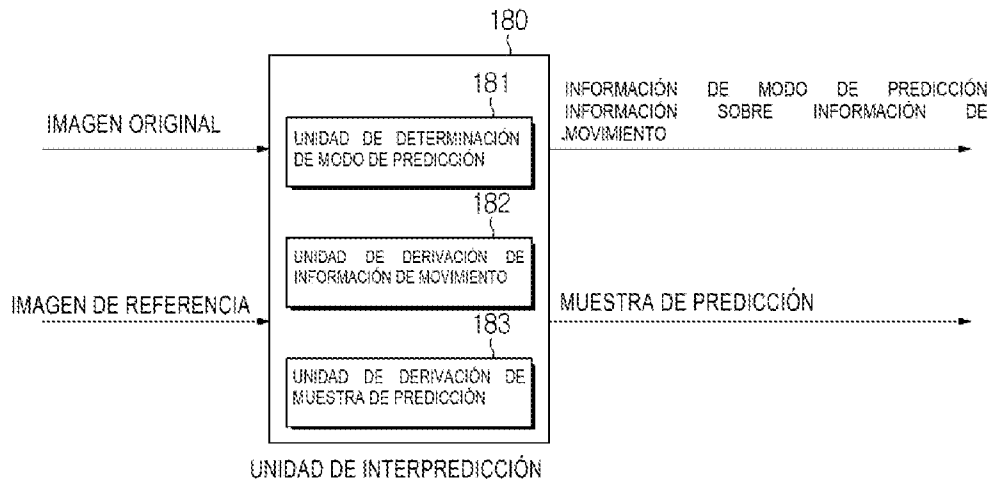 180
181
IMAGEN ORIGINAL
UNIDAD DE DETERMINACIÓN
DE MODO DE PREDICCIÓN
INFORMACIÓN DE MODO DE PREDICCIÓN
INFORMACIÓN SOBRE INFORMACIÓN DE
MOVIMIENTO
182
UNIDAD DE DERIVACIÓN DE
INFORMACIÓN DE MOVIMIENTO
IMAGEN DE REFERENCIA
MUESTRA DE PREDICCIÓN
183
UNIDAD DE DERIVACIÓN DE
MUESTRA DE PREDICCIÓN
UNIDAD DE INTERPREDICCIÓN